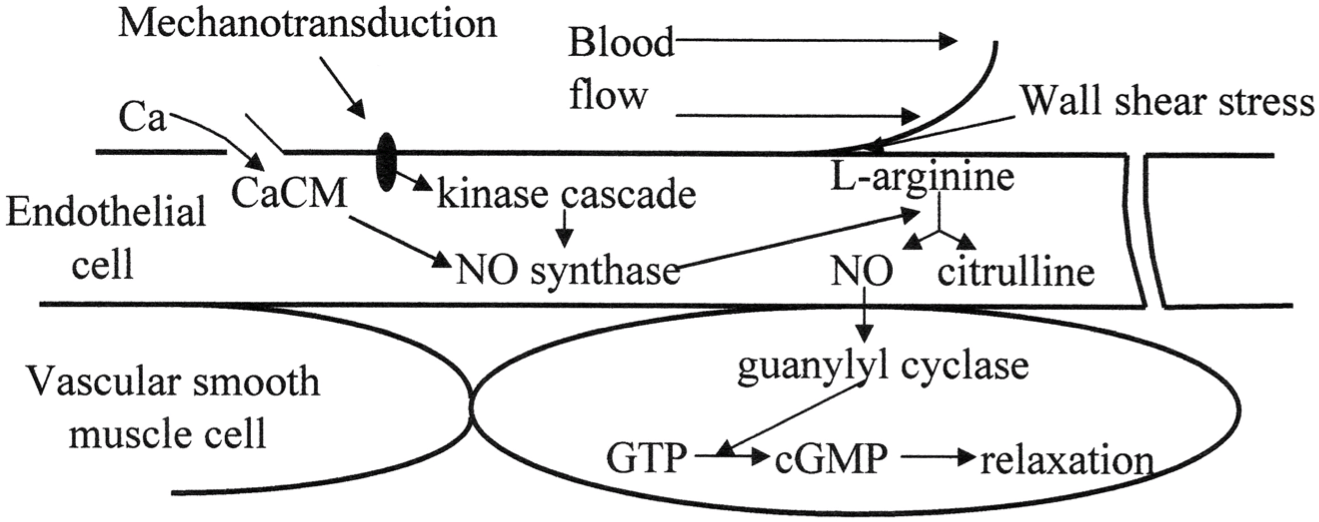 Mechanotransduction
Blood
flow
Ca
Wall shear stress
CaCM
kinase cascade
L-arginine
Endothelial
cell
NO synthase
NO
citrulline
guanylyl cyclase
Vascular smooth
muscle cell
GTP
cGMP
relaxation